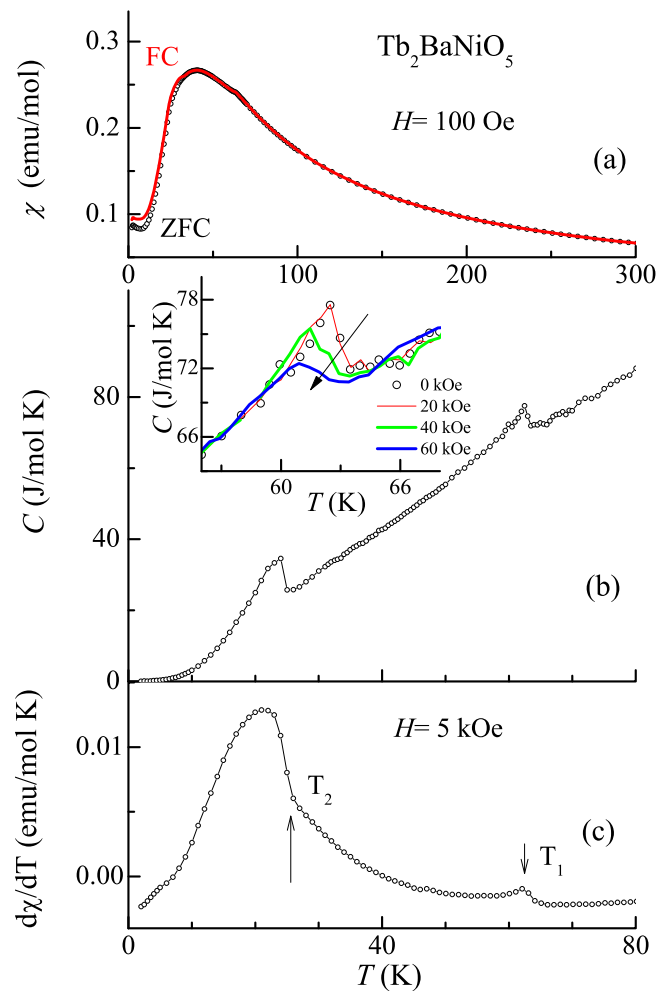 Tb₂BaNiO₅
FC
H= 100 Oe
(a)
ZFC
χ (emu/mol)
0.3
0.2
0.1
0 100 200 300
78
72
66
C (J/mol K)
60 66
T (K)
0 kOe
20 kOe
40 kOe
60 kOe
C (J/mol K)
80
40
0
(b)
dχ/dT (emu/mol K)
0.01
0.00
H= 5 kOe
T₂
(c)
T₁
0 40 80
T (K)